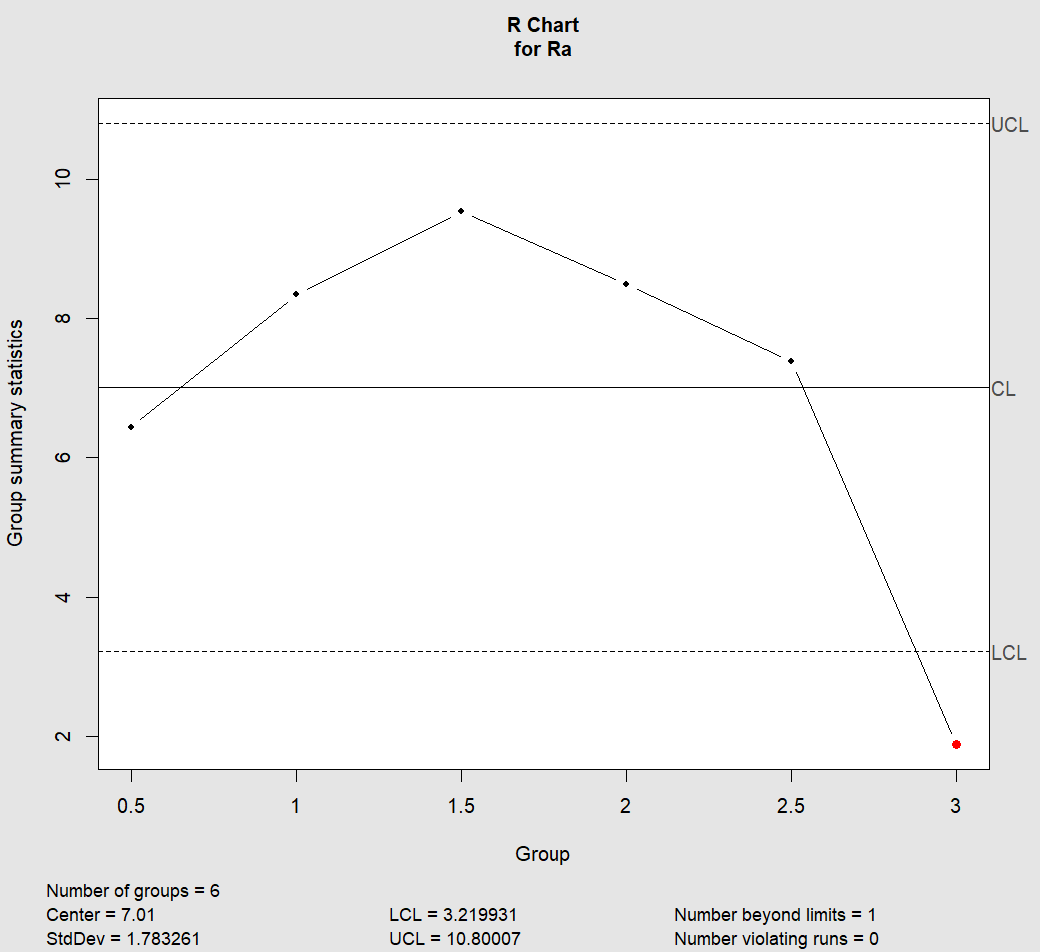 R Chart
for Ra
UCL
10
8
CL
6
4
LCL
2
Group summary statistics
0.5 1 1.5 2 2.5 3
Group
Number of groups = 6
Center = 7.01 LCL = 3.219931 Number beyond limits = 1
StdDev = 1.783261 UCL = 10.80007 Number violating runs = 0